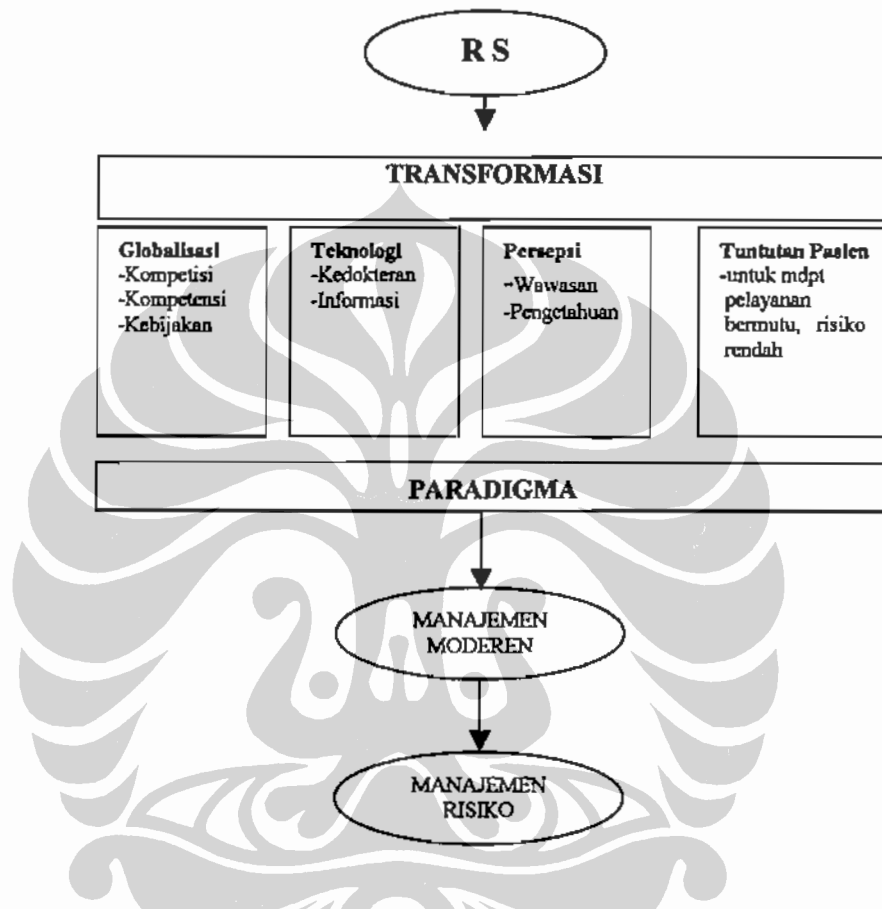 R S
TRANSFORMASI
Globalisasi
-Kompetisi
-Kompetensi
-Kebijakan
Teknologi
-Kedokteran
-Informasi
Persepsi
-Wawasan
-Pengetahuan
Tuntutan Pasien
-untuk mdpt
pelayanan
bermutu, risiko
rendah
PARADIGMA
MANAJEMEN
MODEREN
MANAJEMEN
RISIKO